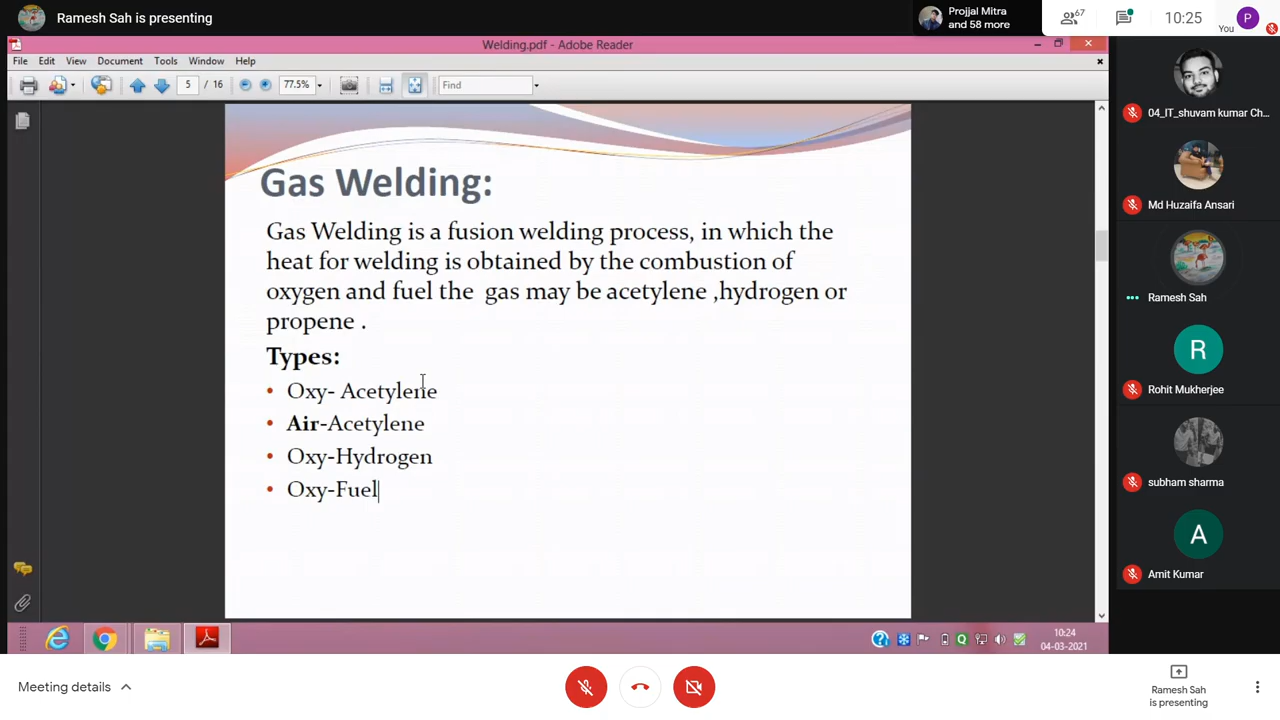 Ramesh Sah is presenting
Projjal Mitra
and 58 more
67
10:25
You
P
Welding.pdf - Adobe Reader
File Edit View Document Tools Window Help
5 / 16 77.5% Find
Gas Welding:
Gas Welding is a fusion welding process, in which the
heat for welding is obtained by the combustion of
oxygen and fuel the gas may be acetylene ,hydrogen or
propene .
Types:
• Oxy- Acetylene
• Air-Acetylene
• Oxy-Hydrogen
• Oxy-Fuel
04_IT_shuvam kumar Ch...
Md Huzaifa Ansari
Ramesh Sah
R
Rohit Mukherjee
subham sharma
A
Amit Kumar
10:24
04-03-2021
Meeting details
Ramesh Sah
is presenting